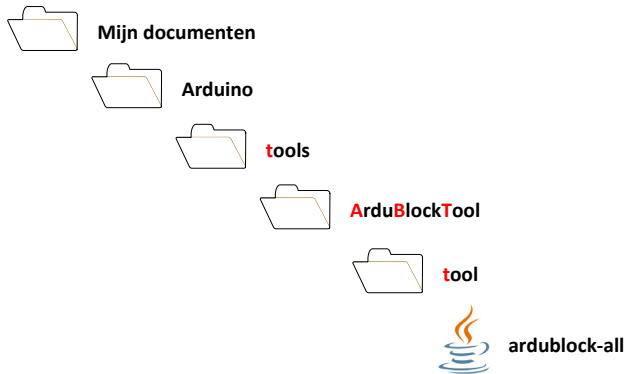 Mijn documenten
Arduino
tools
ArduBlockTool
tool
ardublock-all